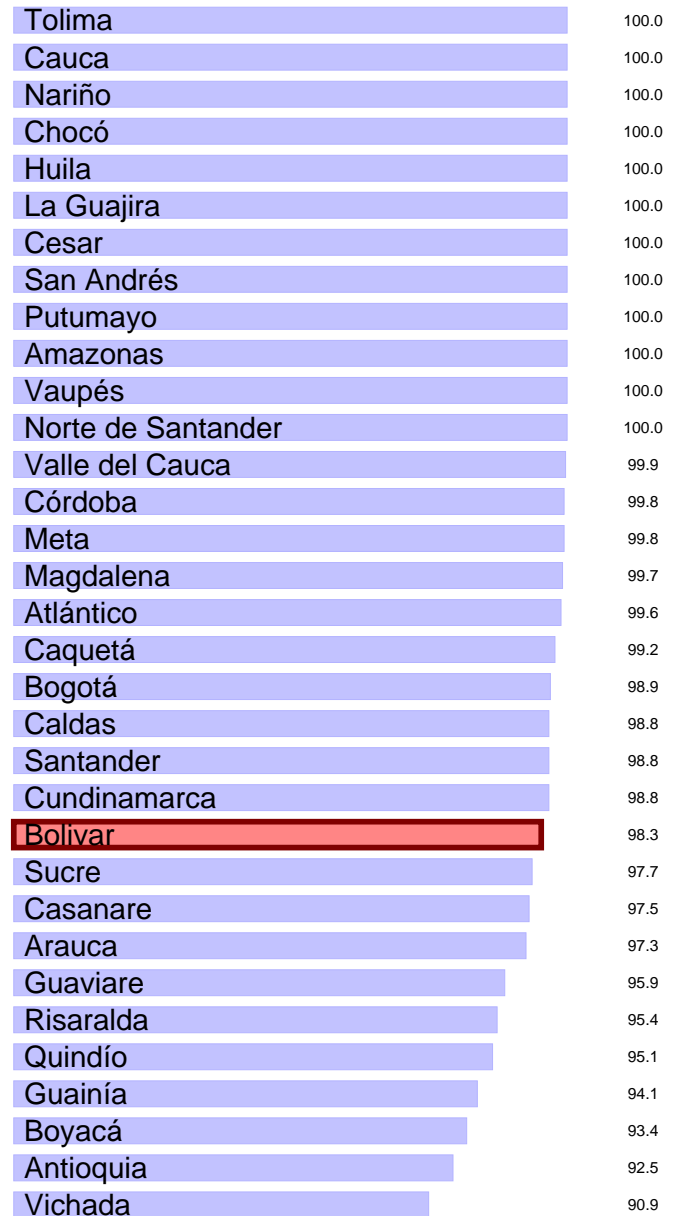 Tolima 100.0
Cauca 100.0
Nariño 100.0
Chocó 100.0
Huila 100.0
La Guajira 100.0
Cesar 100.0
San Andrés 100.0
Putumayo 100.0
Amazonas 100.0
Vaupés 100.0
Norte de Santander 100.0
Valle del Cauca 99.9
Córdoba 99.8
Meta 99.8
Magdalena 99.7
Atlántico 99.6
Caquetá 99.2
Bogotá 98.9
Caldas 98.8
Santander 98.8
Cundinamarca 98.8
Bolivar 98.3
Sucre 97.7
Casanare 97.5
Arauca 97.3
Guaviare 95.9
Risaralda 95.4
Quindío 95.1
Guainía 94.1
Boyacá 93.4
Antioquia 92.5
Vichada 90.9